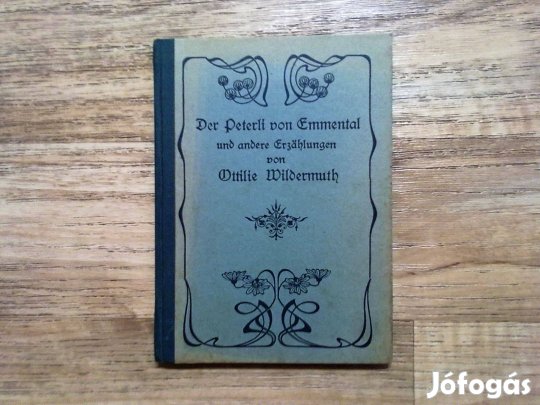 Der Peterli von Emmental
und andere Erzählungen
von
Ottilie Wildermuth
Jófogás